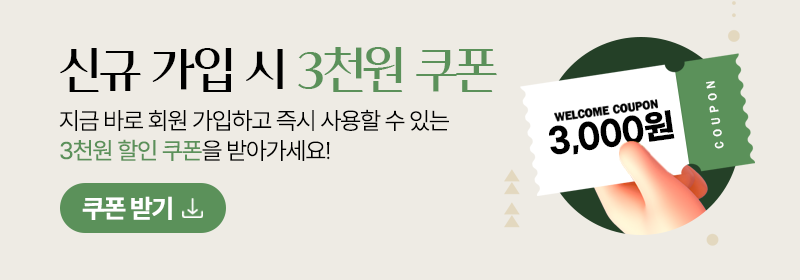 신규 가입 시 3천원 쿠폰
지금 바로 회원 가입하고 즉시 사용할 수 있는
3천원 할인 쿠폰을 받아가세요!
쿠폰 받기
WELCOME COUPON
3,000원
COUPON